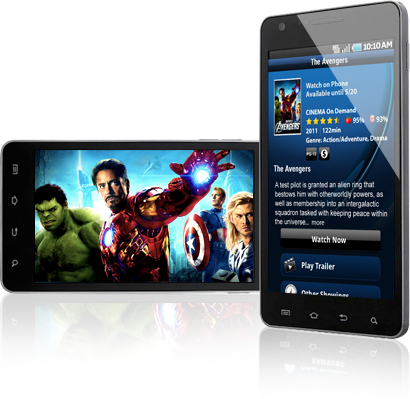 10:10 AM
The Avengers
Watch on Phone
Available until 5/20
AVENGERS
CINEMA On Demand
95% 93%
2011 122min
Genre: Action/Adventure, Drama
PG-13
The Avengers
A test pilot is granted an alien ring that
bestows him with otherworldly powers, as
well as membership into an intergalactic
squadron tasked with keeping peace within
the universe... more
Watch Now
Play Trailer
Other Showings